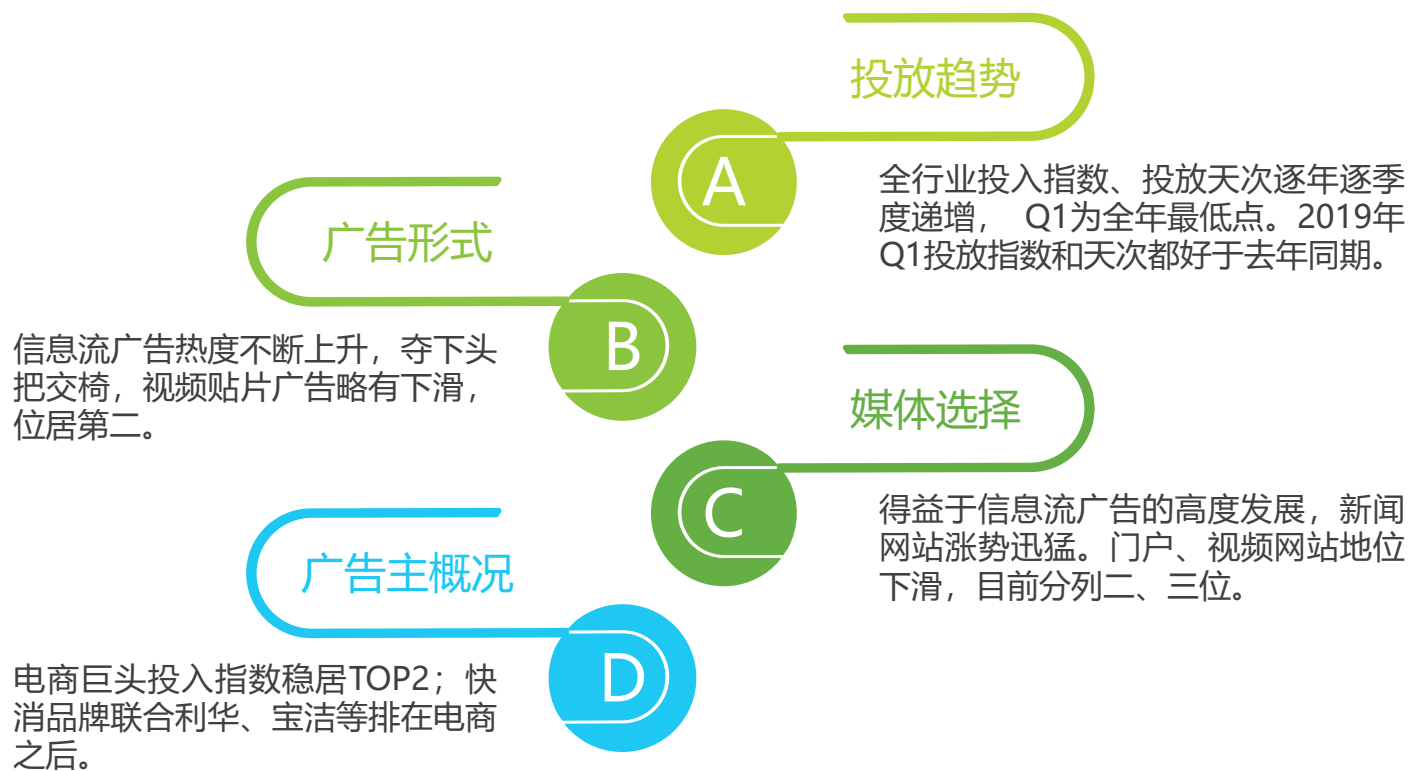 投放趋势
A
全行业投入指数、投放天次逐年逐季
度递增， Q1为全年最低点。2019年
Q1投放指数和天次都好于去年同期。
广告形式
B
信息流广告热度不断上升，夺下头
把交椅，视频贴片广告略有下滑，
位居第二。
媒体选择
C
得益于信息流广告的高度发展，新闻
网站涨势迅猛。门户、视频网站地位
下滑，目前分列二、三位。
广告主概况
D
电商巨头投入指数稳居TOP2；快
消品牌联合利华、宝洁等排在电商
之后。